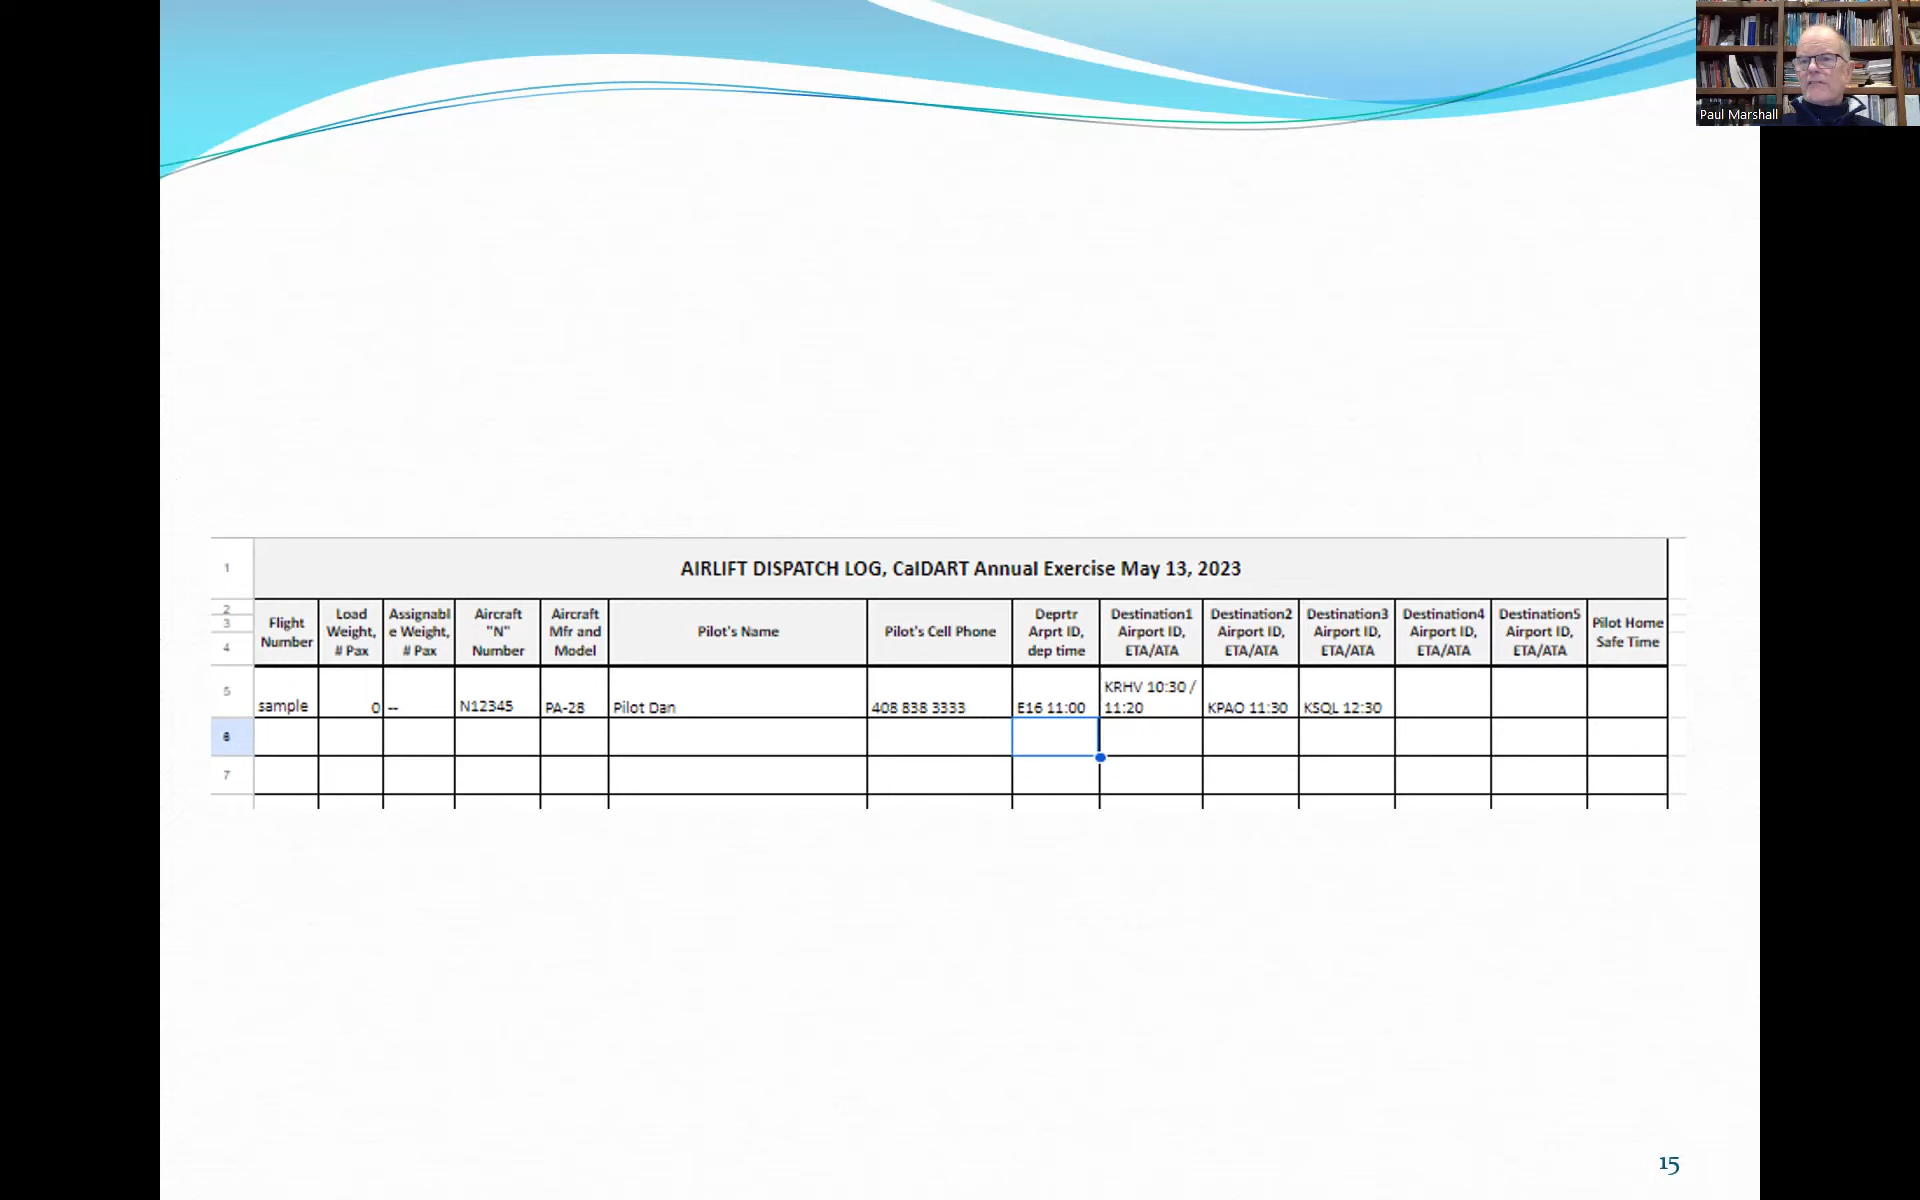 Paul Marshall
1
AIRLIFT DISPATCH LOG, CalDART Annual Exercise May 13, 2023
2
3
4
Flight Number
Load Weight, # Pax
Assignabl e Weight, # Pax
Aircraft "N" Number
Aircraft Mfr and Model
Pilot's Name
Pilot's Cell Phone
Deprtr Arprt ID, dep time
Destination1 Airport ID, ETA/ATA
Destination2 Airport ID, ETA/ATA
Destination3 Airport ID, ETA/ATA
Destination4 Airport ID, ETA/ATA
Destination5 Airport ID, ETA/ATA
Pilot Home Safe Time
5
sample 0 -- N12345 PA-28 Pilot Dan 408 838 3333 E16 11:00 KRHV 10:30 / 11:20 KPAO 11:30 KSQL 12:30
6
7
15